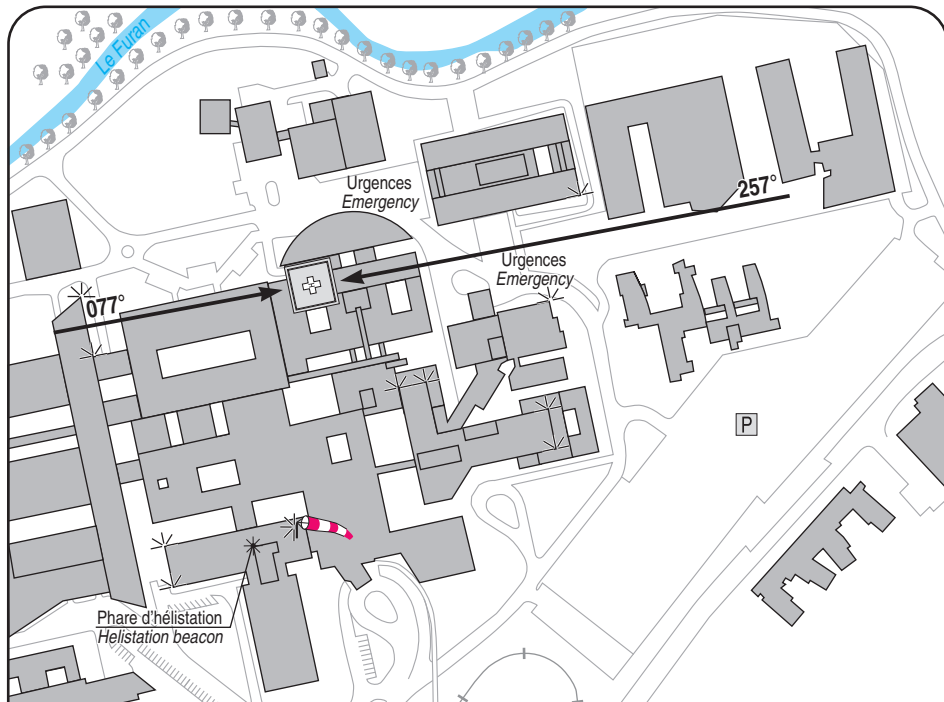 Le Furan
Urgences
Emergency
257°
Urgences
Emergency
077°
P
Phare d'hélistation
Helistation beacon